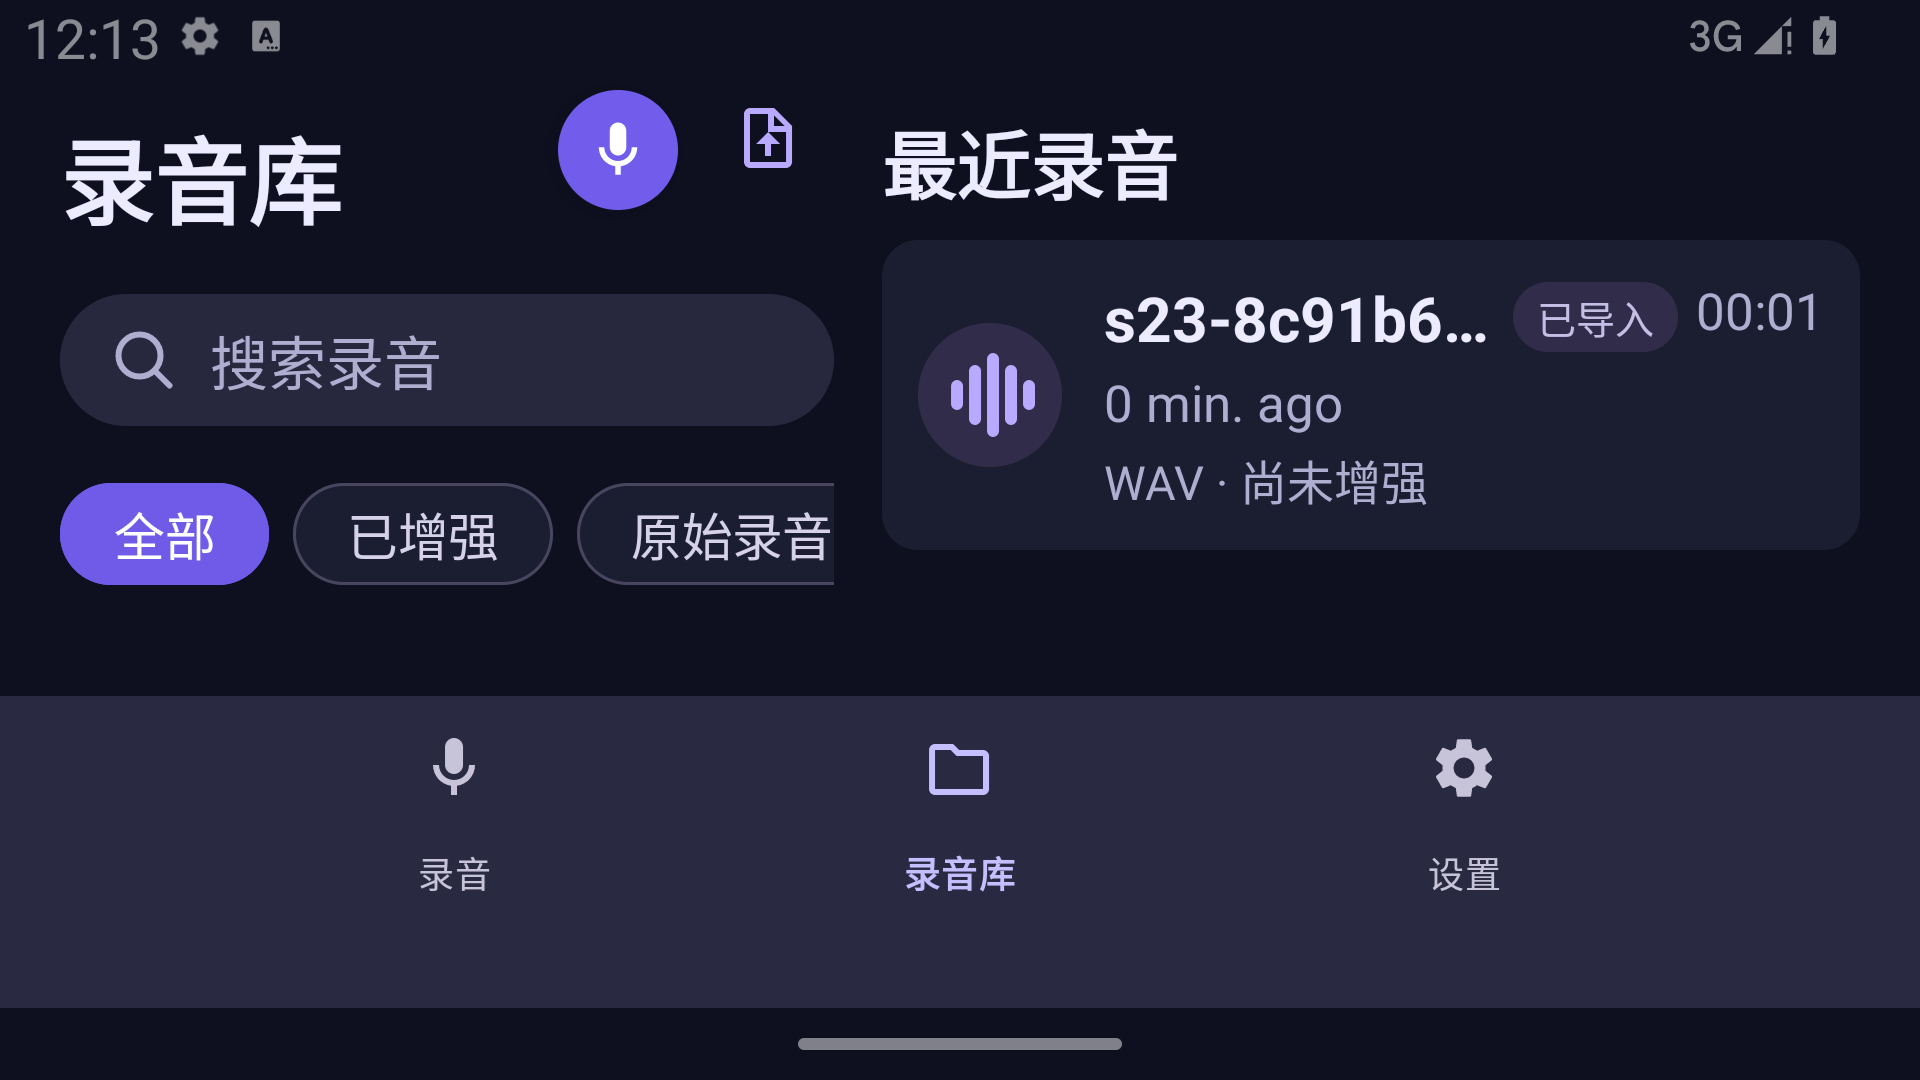 12:13
3G
录音库
搜索录音
全部
已增强
原始录音
最近录音
s23-8c91b6...
已导入
00:01
0 min. ago
WAV · 尚未增强
录音
录音库
设置